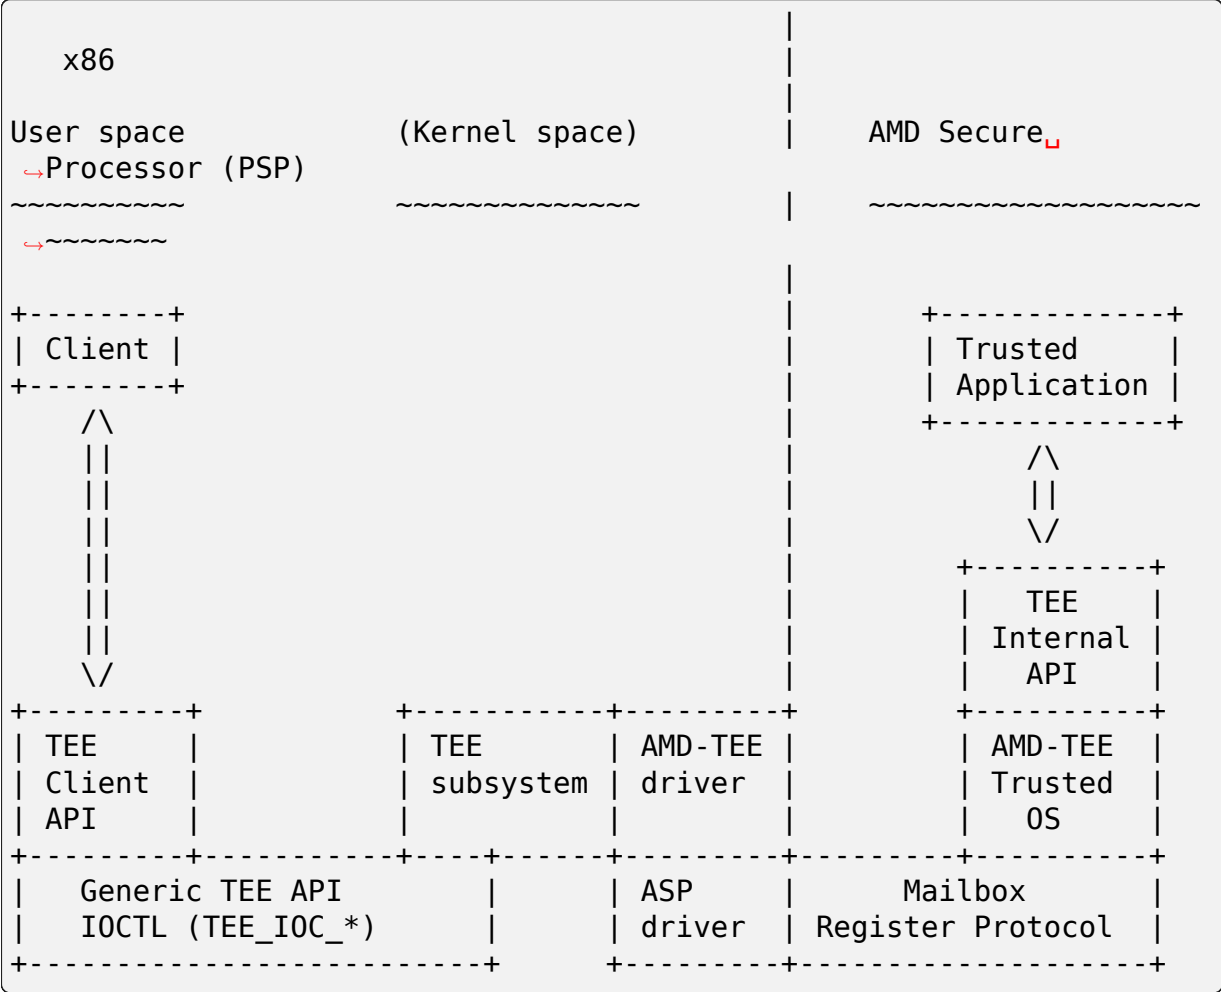 |
   x86                                      |
                                            |
User space            (Kernel space)        |    AMD Secure␣
↪Processor (PSP)
~~~~~~~~~~            ~~~~~~~~~~~~~~        |    ~~~~~~~~~~~~~~~~~~~
↪~~~~~~~
                                            |
+--------+                                  |       +-------------+
| Client |                                  |       | Trusted     |
+--------+                                  |       | Application |
    /\                                      |       +-------------+
    ||                                      |             /\
    ||                                      |             ||
    ||                                      |             \/
    ||                                      |         +----------+
    ||                                      |         |   TEE    |
    ||                                      |         | Internal |
    \/                                      |         |   API    |
+---------+           +-----------+---------+         +----------+
| TEE     |           | TEE       | AMD-TEE |         | AMD-TEE  |
| Client  |           | subsystem | driver  |         | Trusted  |
| API     |           |           |         |         |   OS     |
+---------+-----------+----+------+---------+---------+----------+
|   Generic TEE API        |      | ASP     |      Mailbox       |
|   IOCTL (TEE_IOC_*)      |      | driver  | Register Protocol  |
+--------------------------+      +---------+--------------------+